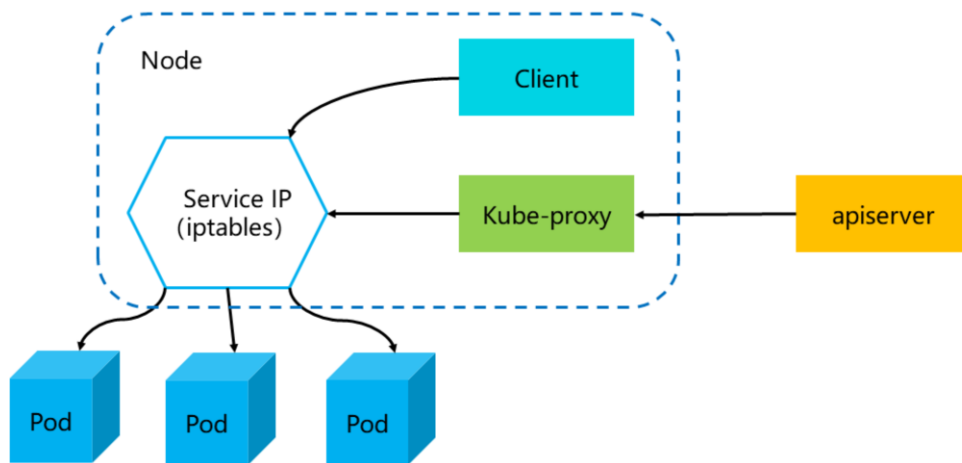 Node
Client
Service IP
(iptables)
Kube-proxy
apiserver
Pod
Pod
Pod